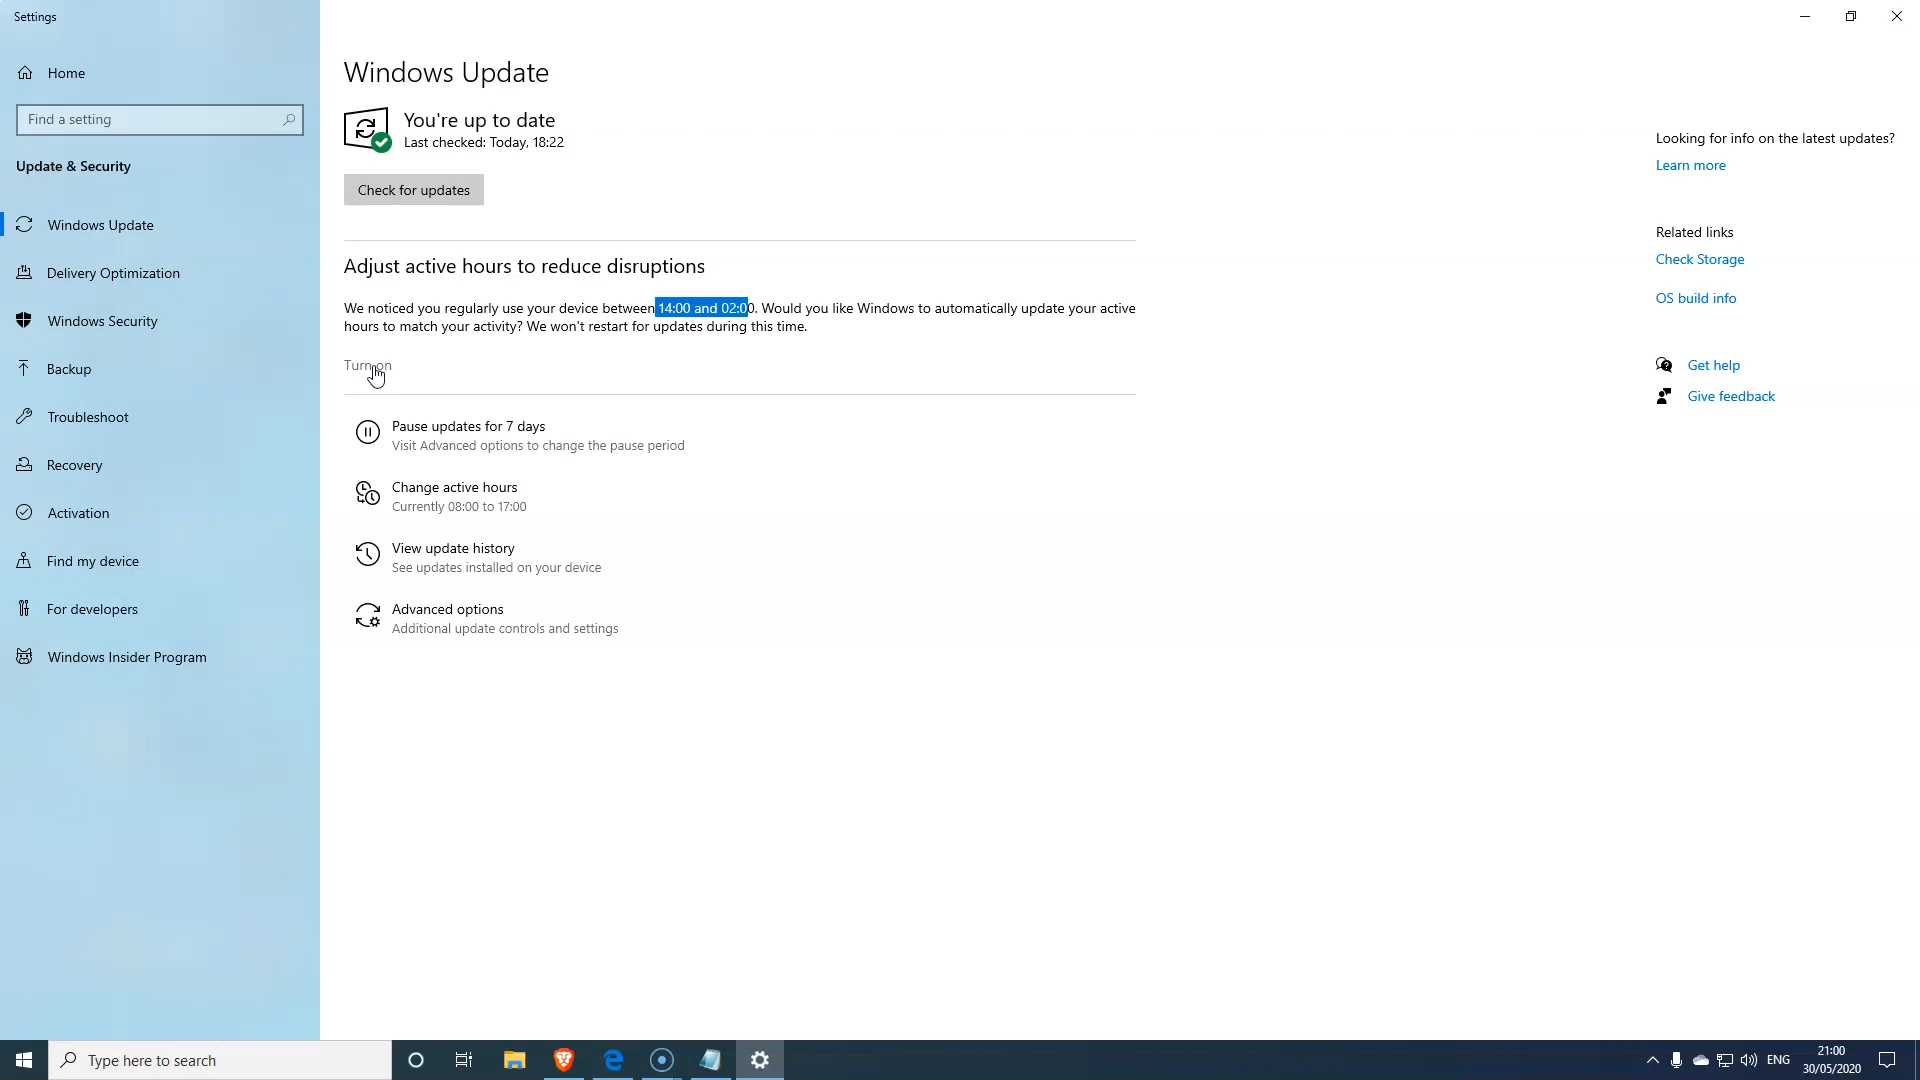 Settings
Home
Find a setting
Update & Security
Windows Update
Delivery Optimization
Windows Security
Backup
Troubleshoot
Recovery
Activation
Find my device
For developers
Windows Insider Program
Windows Update
You're up to date
Last checked: Today, 18:22
Check for updates
Adjust active hours to reduce disruptions
We noticed you regularly use your device between 14:00 and 02:00. Would you like Windows to automatically update your active
hours to match your activity? We won't restart for updates during this time.
Turn on
Pause updates for 7 days
Visit Advanced options to change the pause period
Change active hours
Currently 08:00 to 17:00
View update history
See updates installed on your device
Advanced options
Additional update controls and settings
Looking for info on the latest updates?
Learn more
Related links
Check Storage
OS build info
Get help
Give feedback
Type here to search
ENG
21:00
30/05/2020